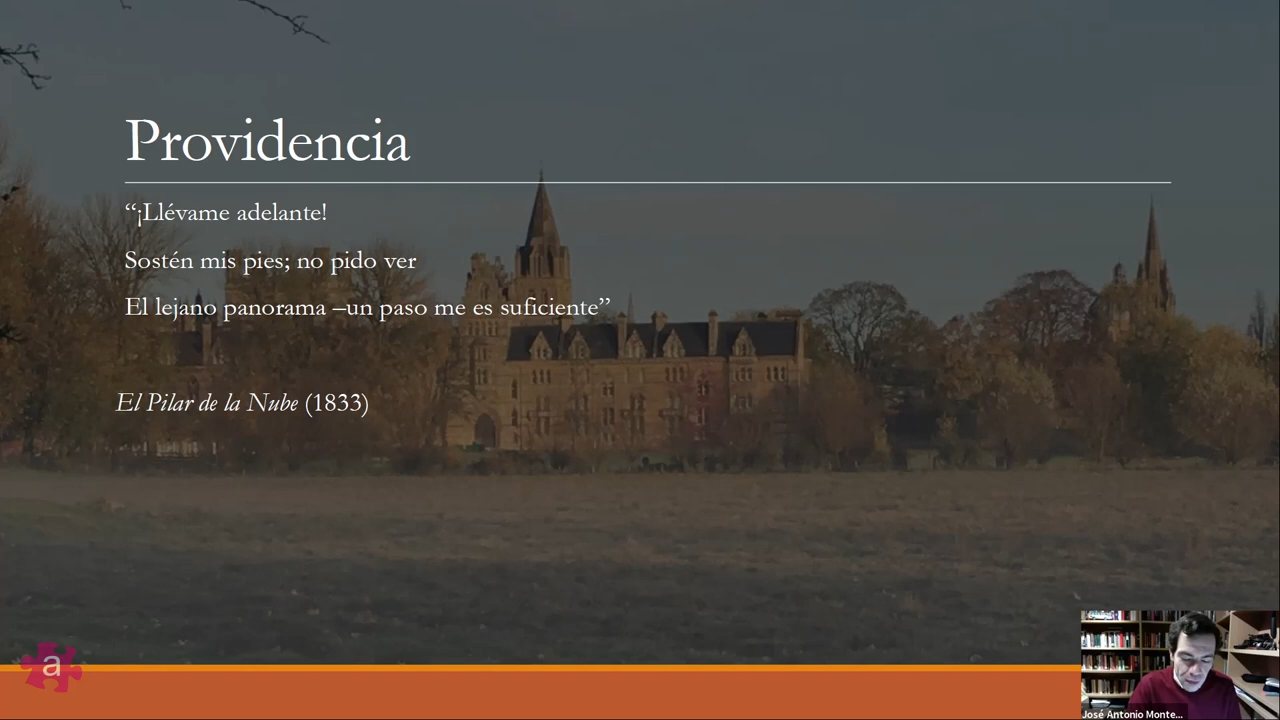 Providencia
“¡Llévame adelante!
Sostén mis pies; no pido ver
El lejano panorama –un paso me es suficiente”
El Pilar de la Nube (1833)
a
José Antonio Monte...